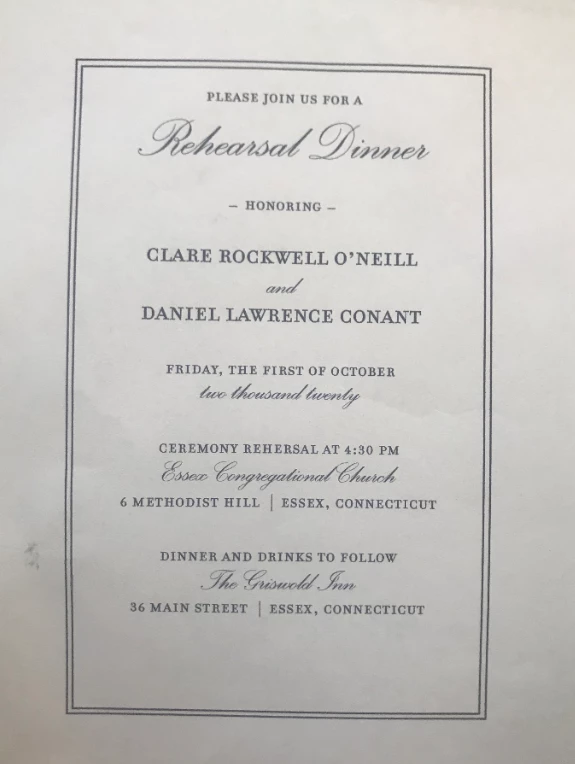 PLEASE JOIN US FOR A
Rehearsal Dinner
– HONORING –
CLARE ROCKWELL O'NEILL
and
DANIEL LAWRENCE CONANT
FRIDAY, THE FIRST OF OCTOBER
two thousand twenty
CEREMONY REHERSAL AT 4:30 PM
Essex Congregational Church
6 METHODIST HILL | ESSEX, CONNECTICUT
DINNER AND DRINKS TO FOLLOW
The Griswold Inn
36 MAIN STREET | ESSEX, CONNECTICUT